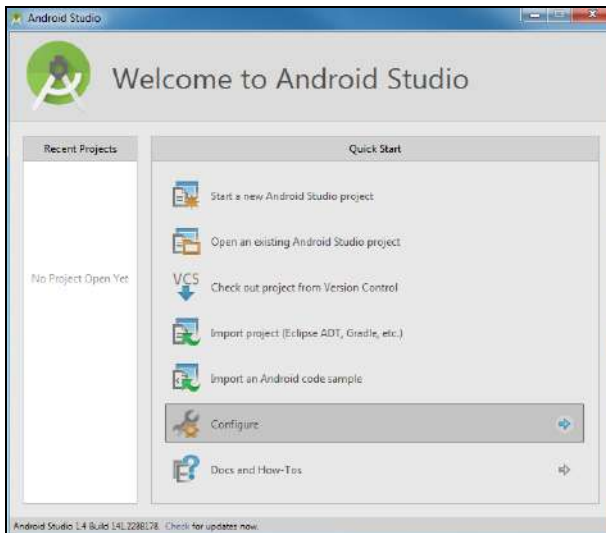 Android Studio
Welcome to Android Studio
Recent Projects
No Project Open Yet
Quick Start
Start a new Android Studio project
Open an existing Android Studio project
VCS
Check out project from Version Control
Import project (Eclipse ADT, Gradle, etc.)
Import an Android code sample
Configure
Docs and How-Tos
Android Studio 1.4 Build 141.2288178. Check for updates now.